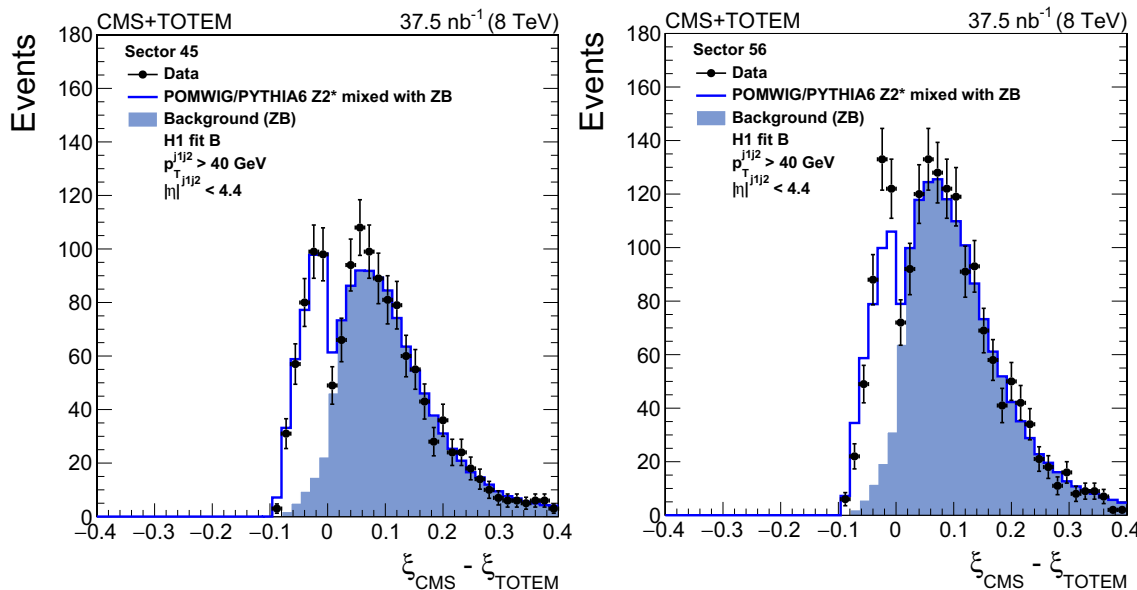 CMS+TOTEM 37.5 nb⁻¹ (8 TeV)
Events
180
160
140
120
100
80
60
40
20
0
Sector 45
Data
POMWIG/PYTHIA6 Z2* mixed with ZB
Background (ZB)
H1 fit B
p_T^{j1j2} > 40 GeV
|η|^{j1j2} < 4.4
−0.4 −0.3 −0.2 −0.1 0 0.1 0.2 0.3 0.4
ξ_CMS - ξ_TOTEM
CMS+TOTEM 37.5 nb⁻¹ (8 TeV)
Events
180
160
140
120
100
80
60
40
20
0
Sector 56
Data
POMWIG/PYTHIA6 Z2* mixed with ZB
Background (ZB)
H1 fit B
p_T^{j1j2} > 40 GeV
|η|^{j1j2} < 4.4
−0.4 −0.3 −0.2 −0.1 0 0.1 0.2 0.3 0.4
ξ_CMS - ξ_TOTEM